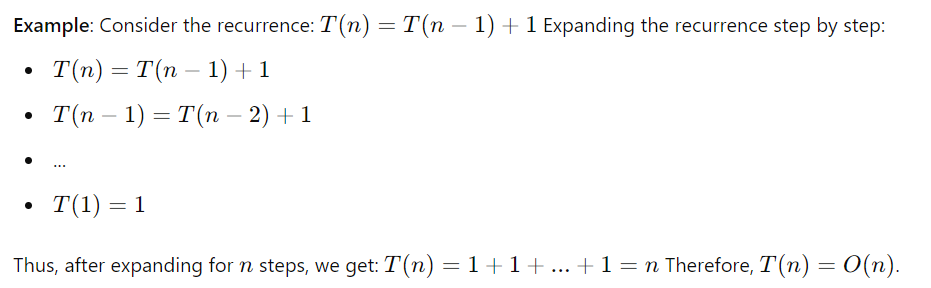 Example: Consider the recurrence: T(n) = T(n − 1) + 1 Expanding the recurrence step by step:
• T(n) = T(n − 1) + 1
• T(n − 1) = T(n − 2) + 1
• ...
• T(1) = 1
Thus, after expanding for n steps, we get: T(n) = 1 + 1 + ... + 1 = n Therefore, T(n) = O(n).